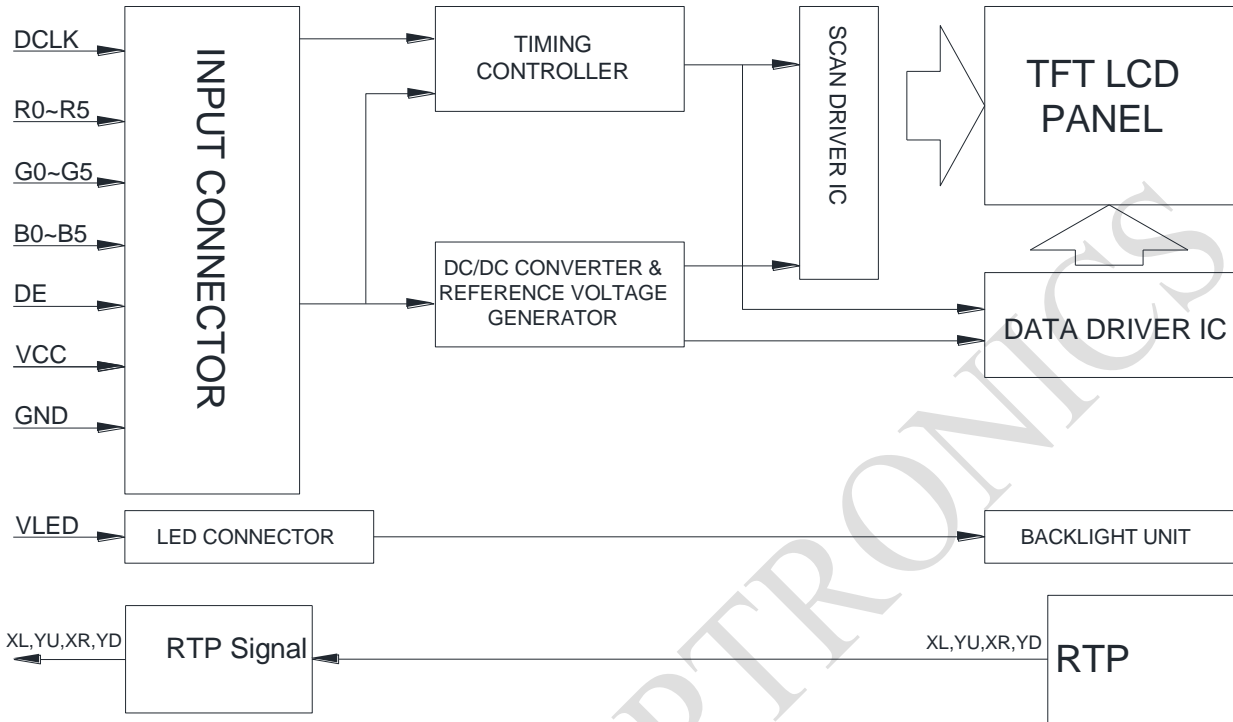 DCLK
R0~R5
G0~G5
B0~B5
DE
VCC
GND
INPUT CONNECTOR
TIMING
CONTROLLER
DC/DC CONVERTER &
REFERENCE VOLTAGE
GENERATOR
SCAN DRIVER IC
TFT LCD
PANEL
DATA DRIVER IC
VLED
LED CONNECTOR
BACKLIGHT UNIT
XL,YU,XR,YD
RTP Signal
XL,YU,XR,YD
RTP